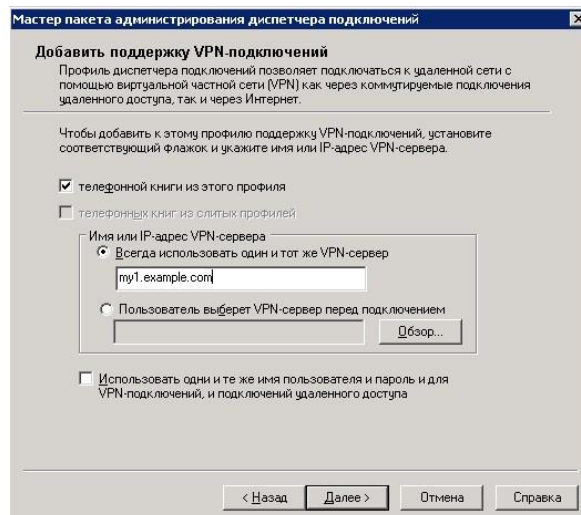 Мастер пакета администрирования диспетчера подключений
Добавить поддержку VPN-подключений
Профиль диспетчера подключений позволяет подключаться к удаленной сети с
помощью виртуальной частной сети (VPN) как через коммутируемые подключения
удаленного доступа, так и через Интернет.
Чтобы добавить к этому профилю поддержку VPN-подключений, установите
соответствующий флажок и укажите имя или IP-адрес VPN-сервера.
телефонной книги из этого профиля
телефонных книг из слитых профилей
Имя или IP-адрес VPN-сервера
Всегда использовать один и тот же VPN-сервер
my1.example.com
Пользователь выберет VPN-сервер перед подключением
Обзор...
Использовать одни и те же имя пользователя и пароль и для
VPN-подключений, и подключений удаленного доступа
< Назад Далее > Отмена Справка